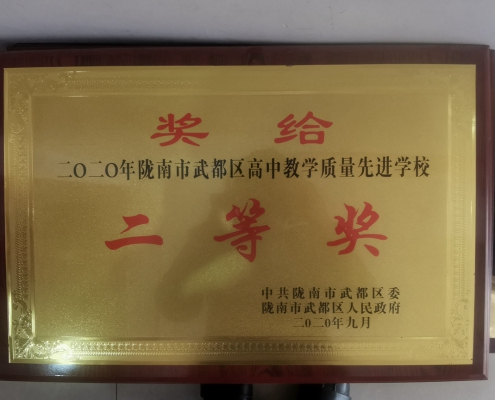 奖给
二〇二〇年陇南市武都区高中教学质量先进学校
二等奖
中共陇南市武都区委
陇南市武都区人民政府
二〇二〇年九月